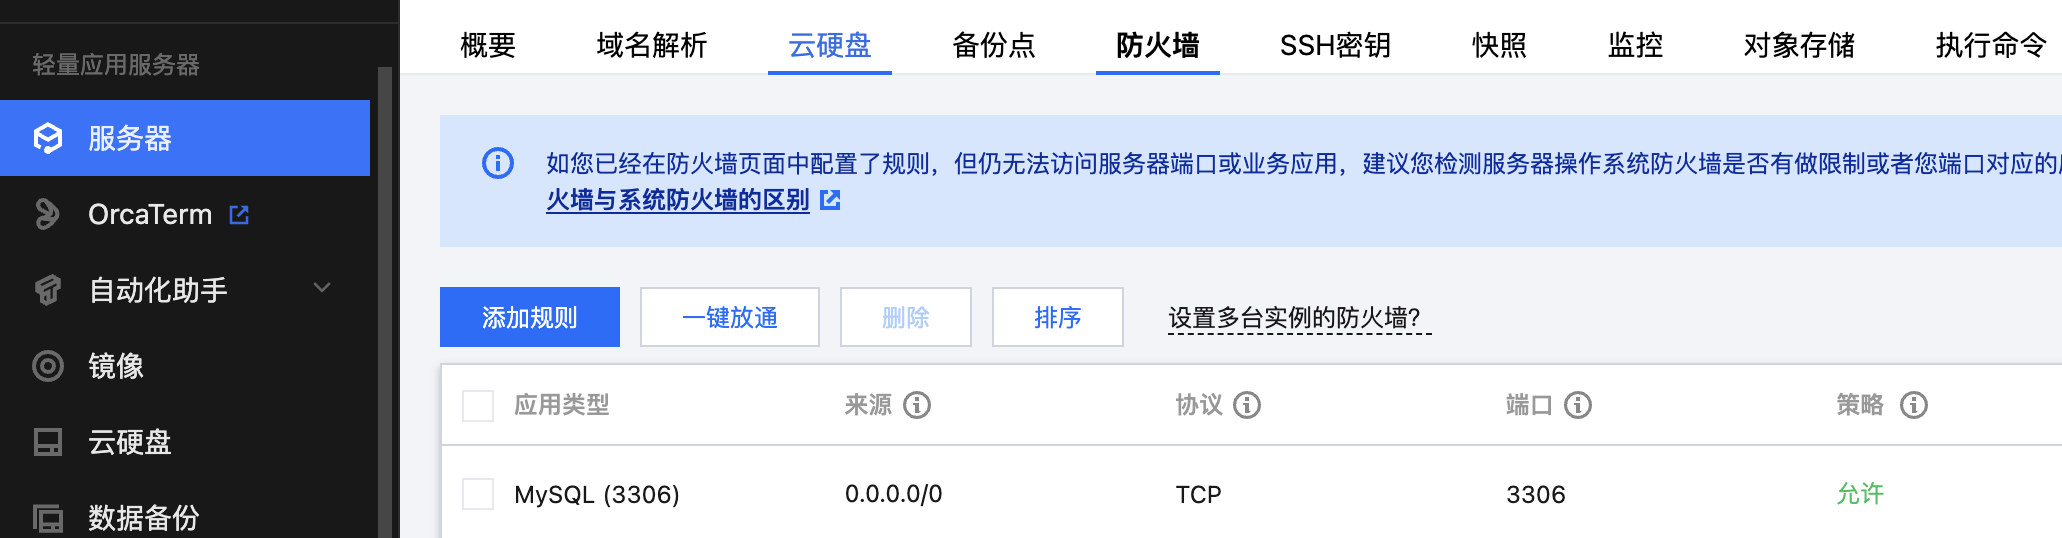 轻量应用服务器
服务器
OrcaTerm
自动化助手
镜像
云硬盘
数据备份
概要 域名解析 云硬盘 备份点 防火墙 SSH密钥 快照 监控 对象存储 执行命令
如您已经在防火墙页面中配置了规则，但仍无法访问服务器端口或业务应用，建议您检测服务器操作系统防火墙是否有做限制或者您端口对应的
火墙与系统防火墙的区别
添加规则 一键放通 删除 排序 设置多台实例的防火墙？
应用类型 来源 协议 端口 策略
MySQL (3306) 0.0.0.0/0 TCP 3306 允许